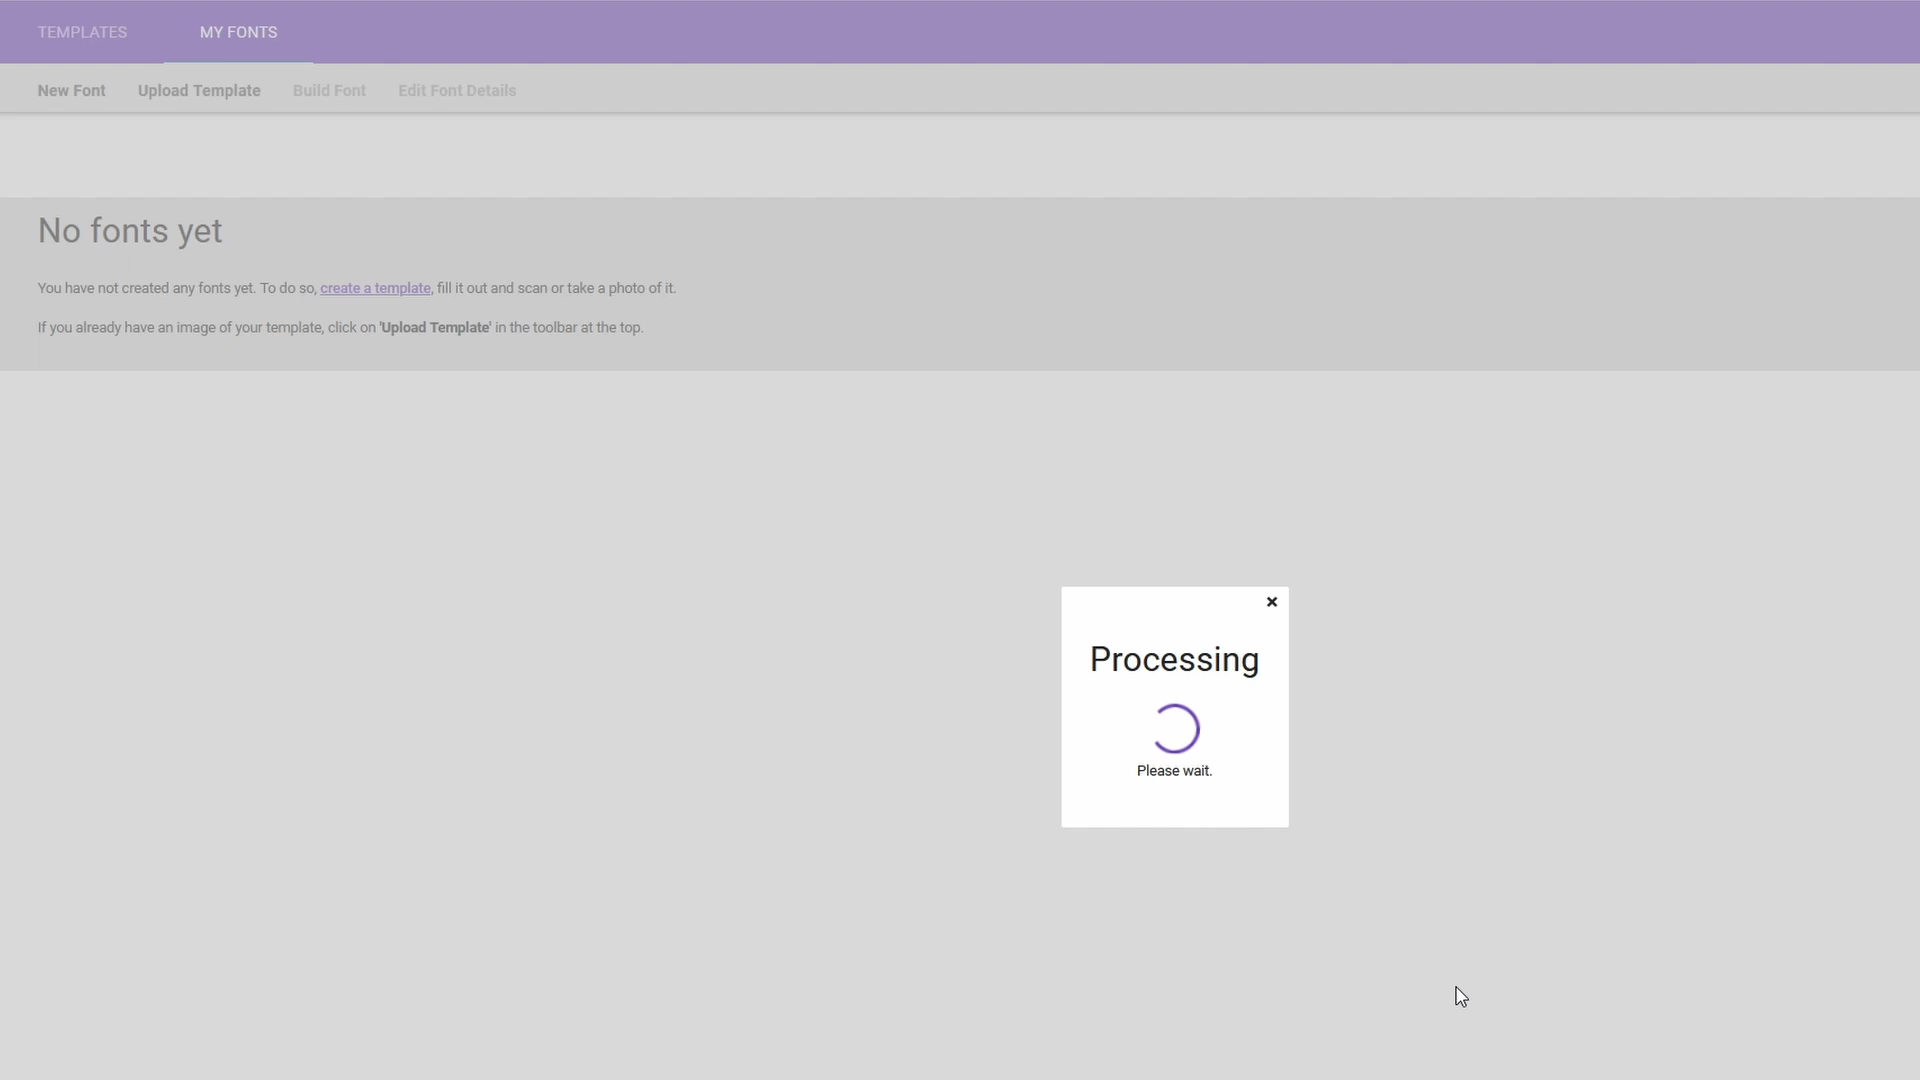 TEMPLATES MY FONTS
New Font Upload Template Build Font Edit Font Details
No fonts yet
You have not created any fonts yet. To do so, create a template, fill it out and scan or take a photo of it.
If you already have an image of your template, click on 'Upload Template' in the toolbar at the top.
Processing
Please wait.